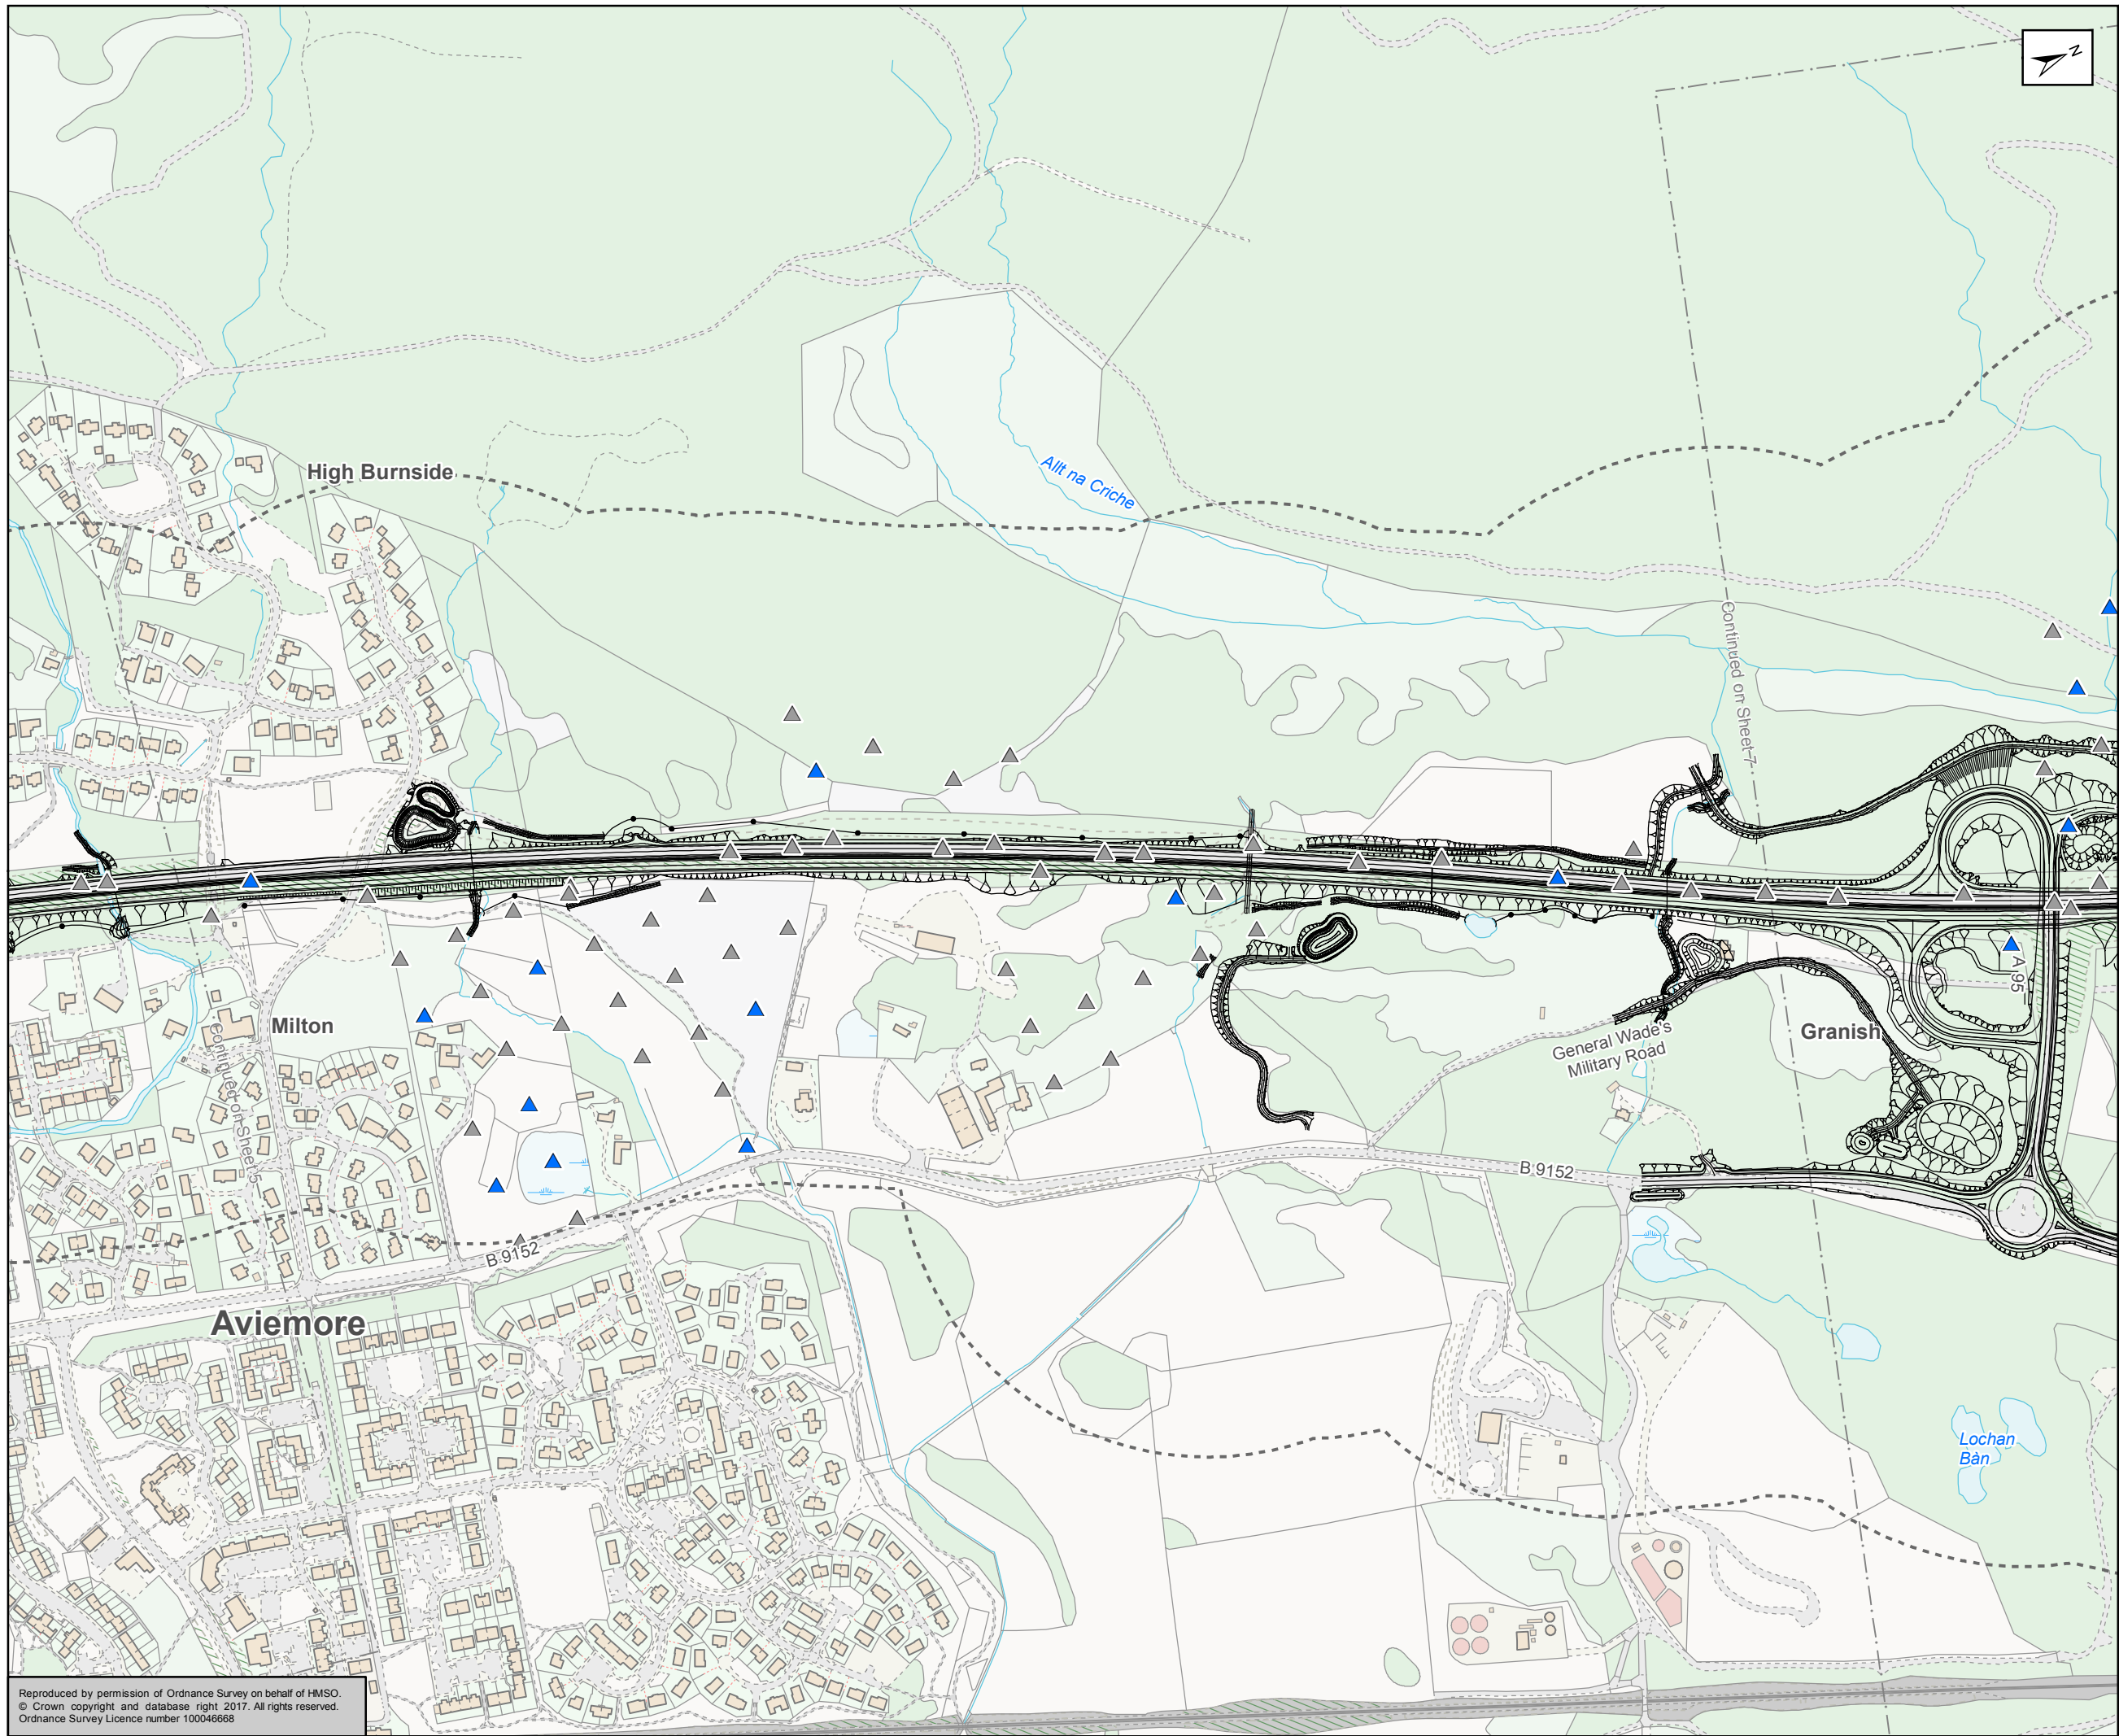 N
High Burnside
Allt na Criche
Continued on Sheet 7
A 95
Milton
Continued on Sheet 5
General Wade's
Military Road
Granish
B 9152
B 9152
Aviemore
Lochan
Bàn
Reproduced by permission of Ordnance Survey on behalf of HMSO.
© Crown copyright and database right 2017. All rights reserved.
Ordnance Survey Licence number 100046668